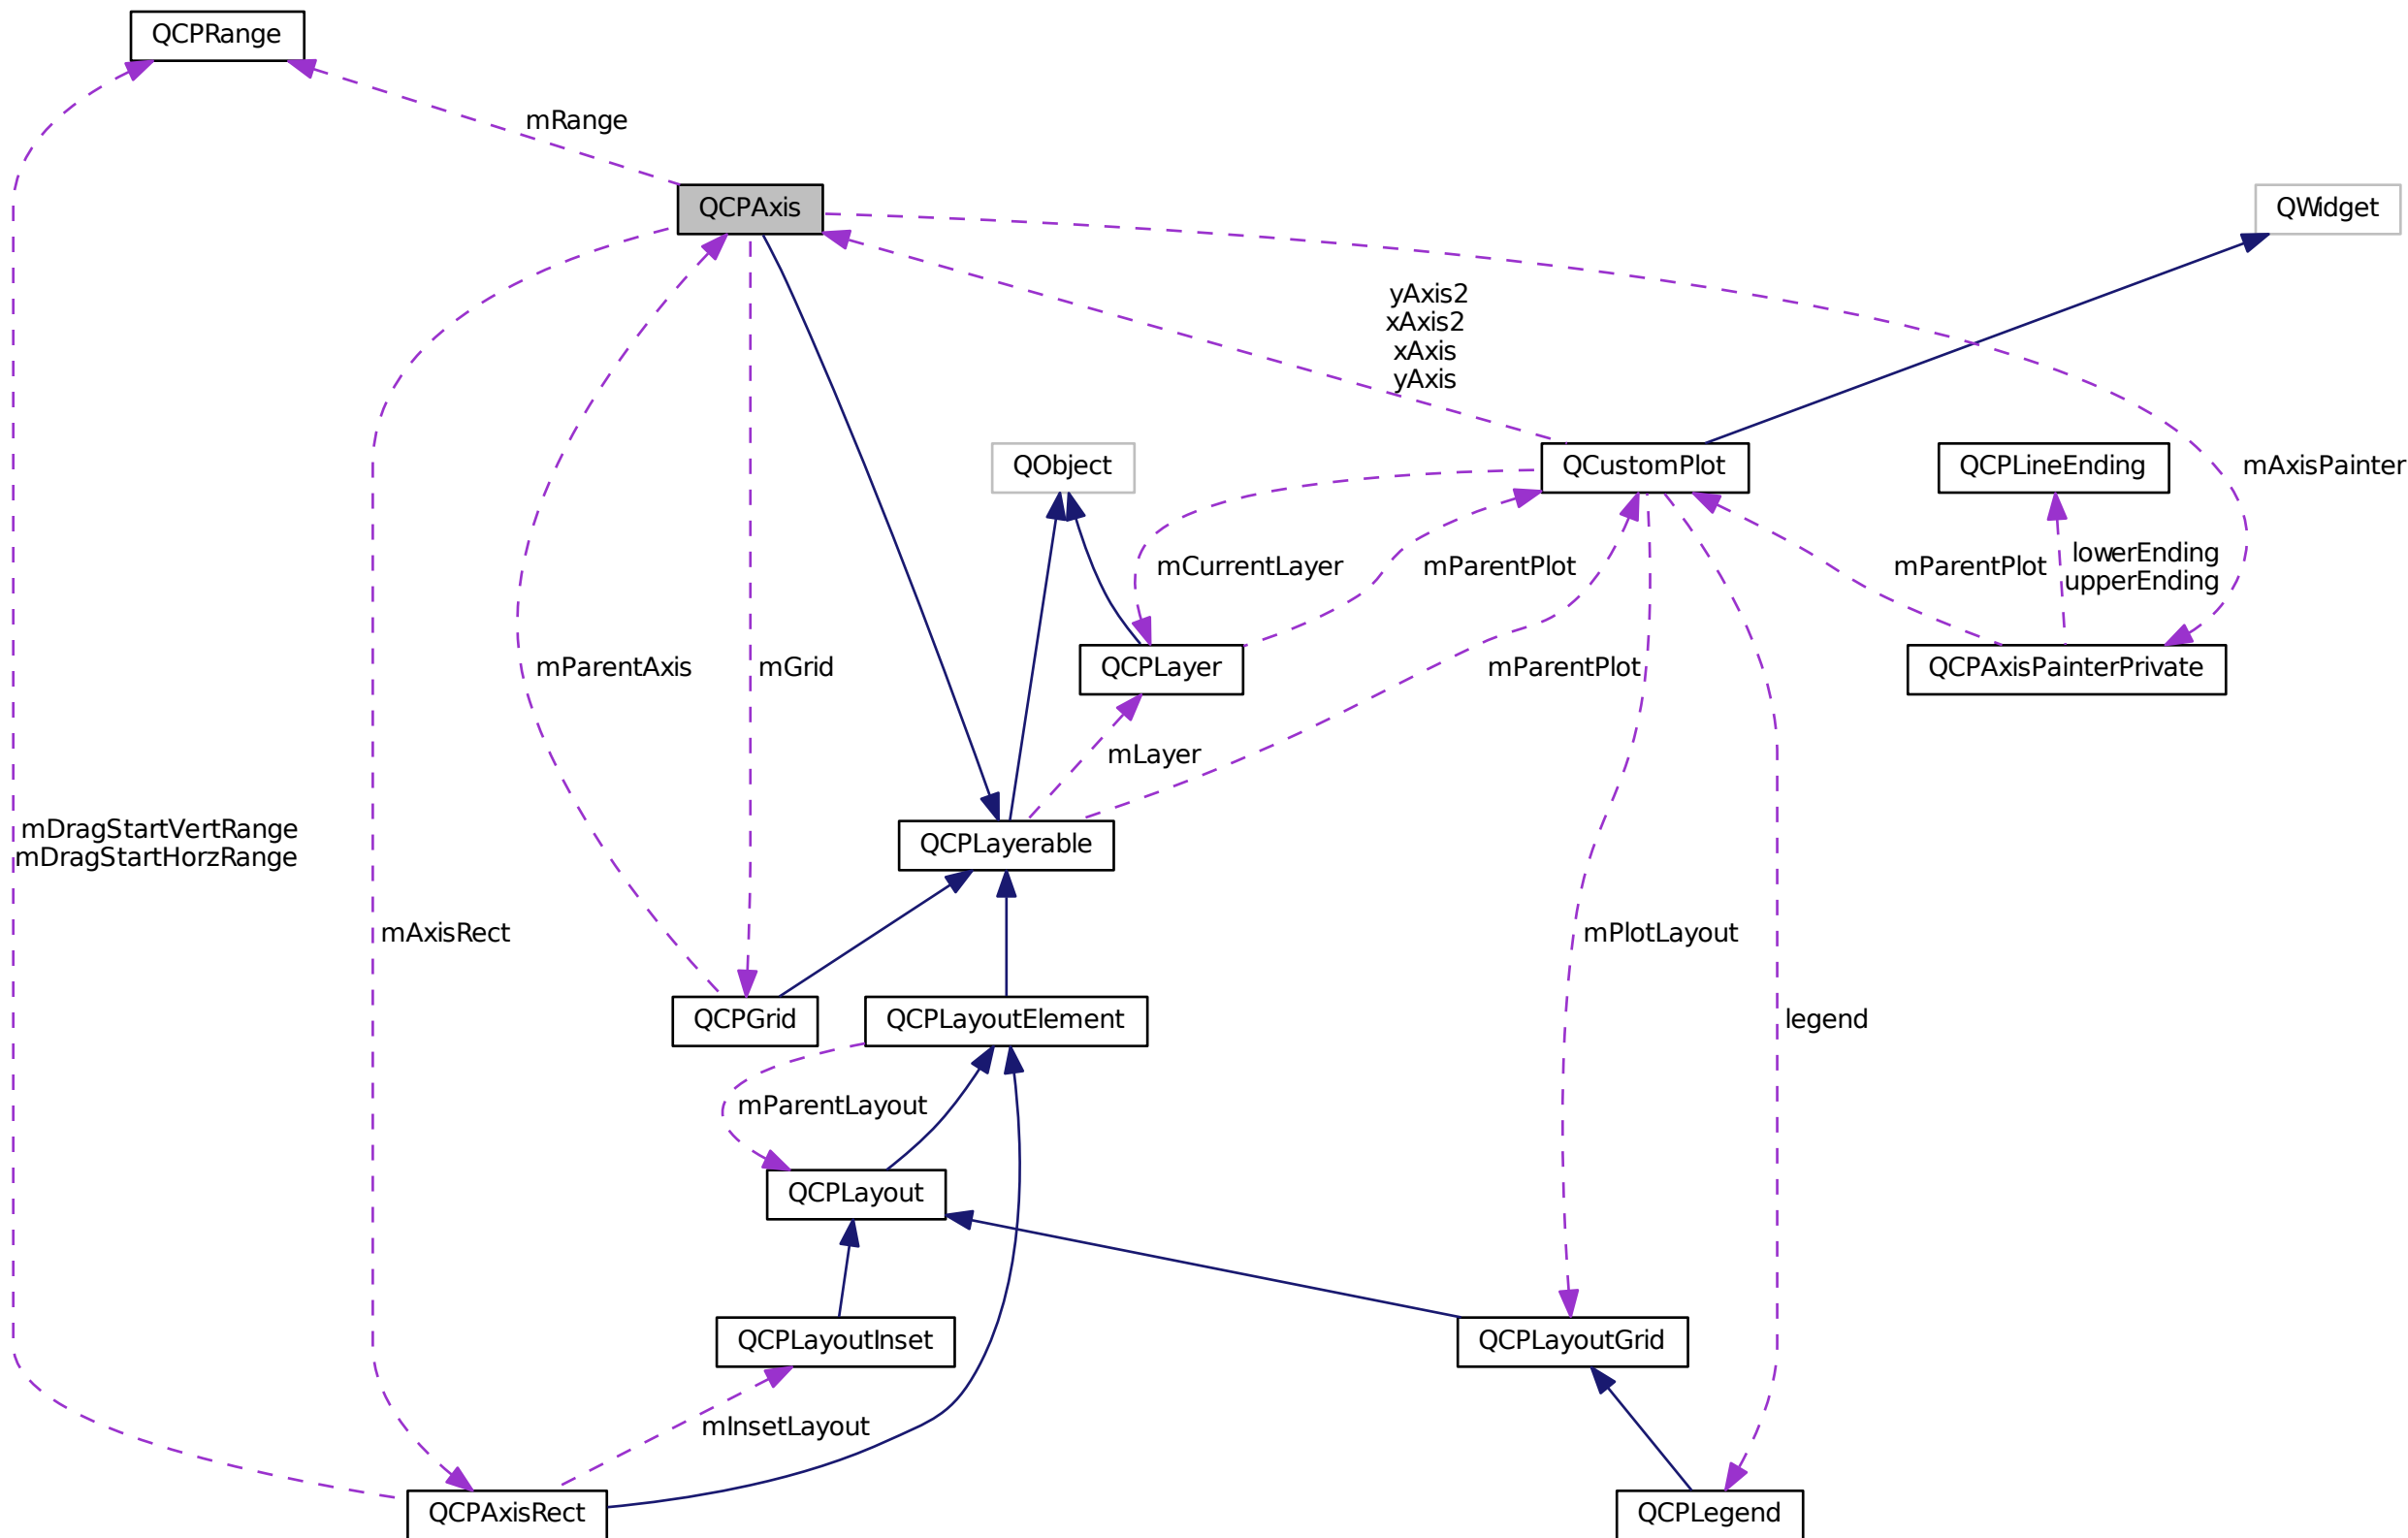 QCPRange
mRange
QCPAxis
QWidget
yAxis2
xAxis2
xAxis
yAxis
QObject
QCustomPlot
QCPLineEnding
mAxisPainter
mCurrentLayer
mParentPlot
mParentPlot
lowerEnding
upperEnding
mParentAxis
mGrid
QCPLayer
mParentPlot
QCPAxisPainterPrivate
mLayer
mDragStartVertRange
mDragStartHorzRange
QCPLayerable
mAxisRect
mPlotLayout
QCPGrid
QCPLayoutElement
legend
mParentLayout
QCPLayout
QCPLayoutInset
QCPLayoutGrid
mInsetLayout
QCPAxisRect
QCPLegend